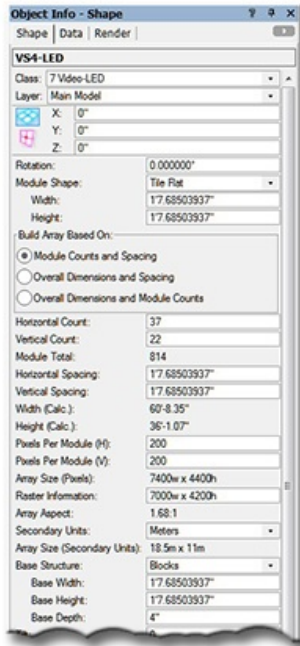 Object Info - Shape
Shape | Data | Render
VS4-LED
Class: 7 Video-LED
Layer: Main Model
X: 0"
Y: 0"
Z: 0"
Rotation: 0.000000°
Module Shape: Tile Flat
Width: 1'7.68503937"
Height: 1'7.68503937"
Build Array Based On:
Module Counts and Spacing
Overall Dimensions and Spacing
Overall Dimensions and Module Counts
Horizontal Count: 37
Vertical Count: 22
Module Total: 814
Horizontal Spacing: 1'7.68503937"
Vertical Spacing: 1'7.68503937"
Width (Calc.): 60'-8.35"
Height (Calc.): 36'-1.07"
Pixels Per Module (H): 200
Pixels Per Module (V): 200
Array Size (Pixels): 7400w x 4400h
Raster Information: 7000w x 4200h
Array Aspect: 1.68:1
Secondary Units: Meters
Array Size (Secondary Units): 18.5m x 11m
Base Structure: Blocks
Base Width: 1'7.68503937"
Base Height: 1'7.68503937"
Base Depth: 4"